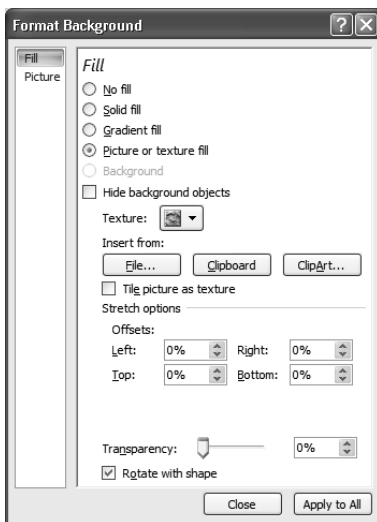 Format Background
Fill
Picture
Fill
No fill
Solid fill
Gradient fill
Picture or texture fill
Background
Hide background objects
Texture:
Insert from:
File... Clipboard ClipArt...
Tile picture as texture
Stretch options
Offsets:
Left: 0% Right: 0%
Top: 0% Bottom: 0%
Transparency: 0%
Rotate with shape
Close Apply to All